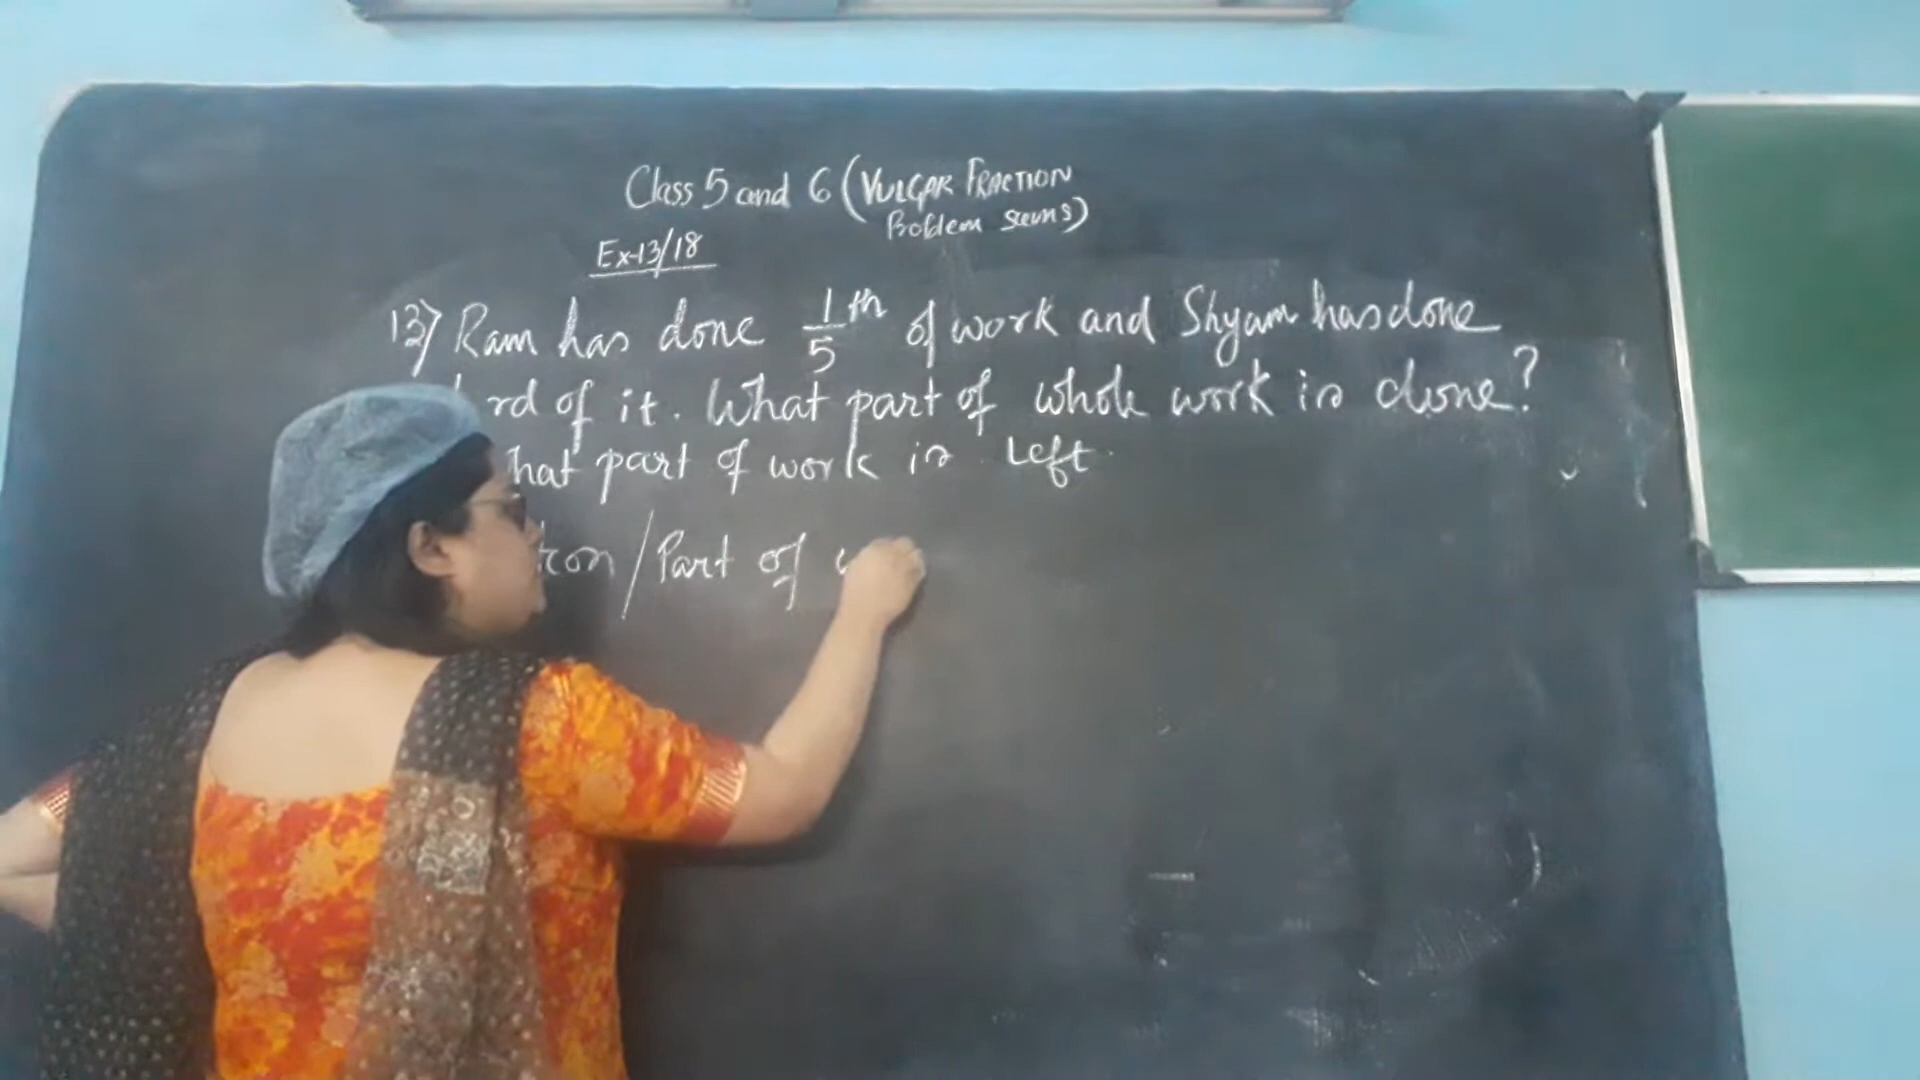 Class 5 and 6 (VULGAR FRACTION
Problem sums)
Ex-13/18
13) Ram has done 1/5 th of work and Shyam has done
rd of it. What part of whole work is done?
hat part of work is left.
/Part of